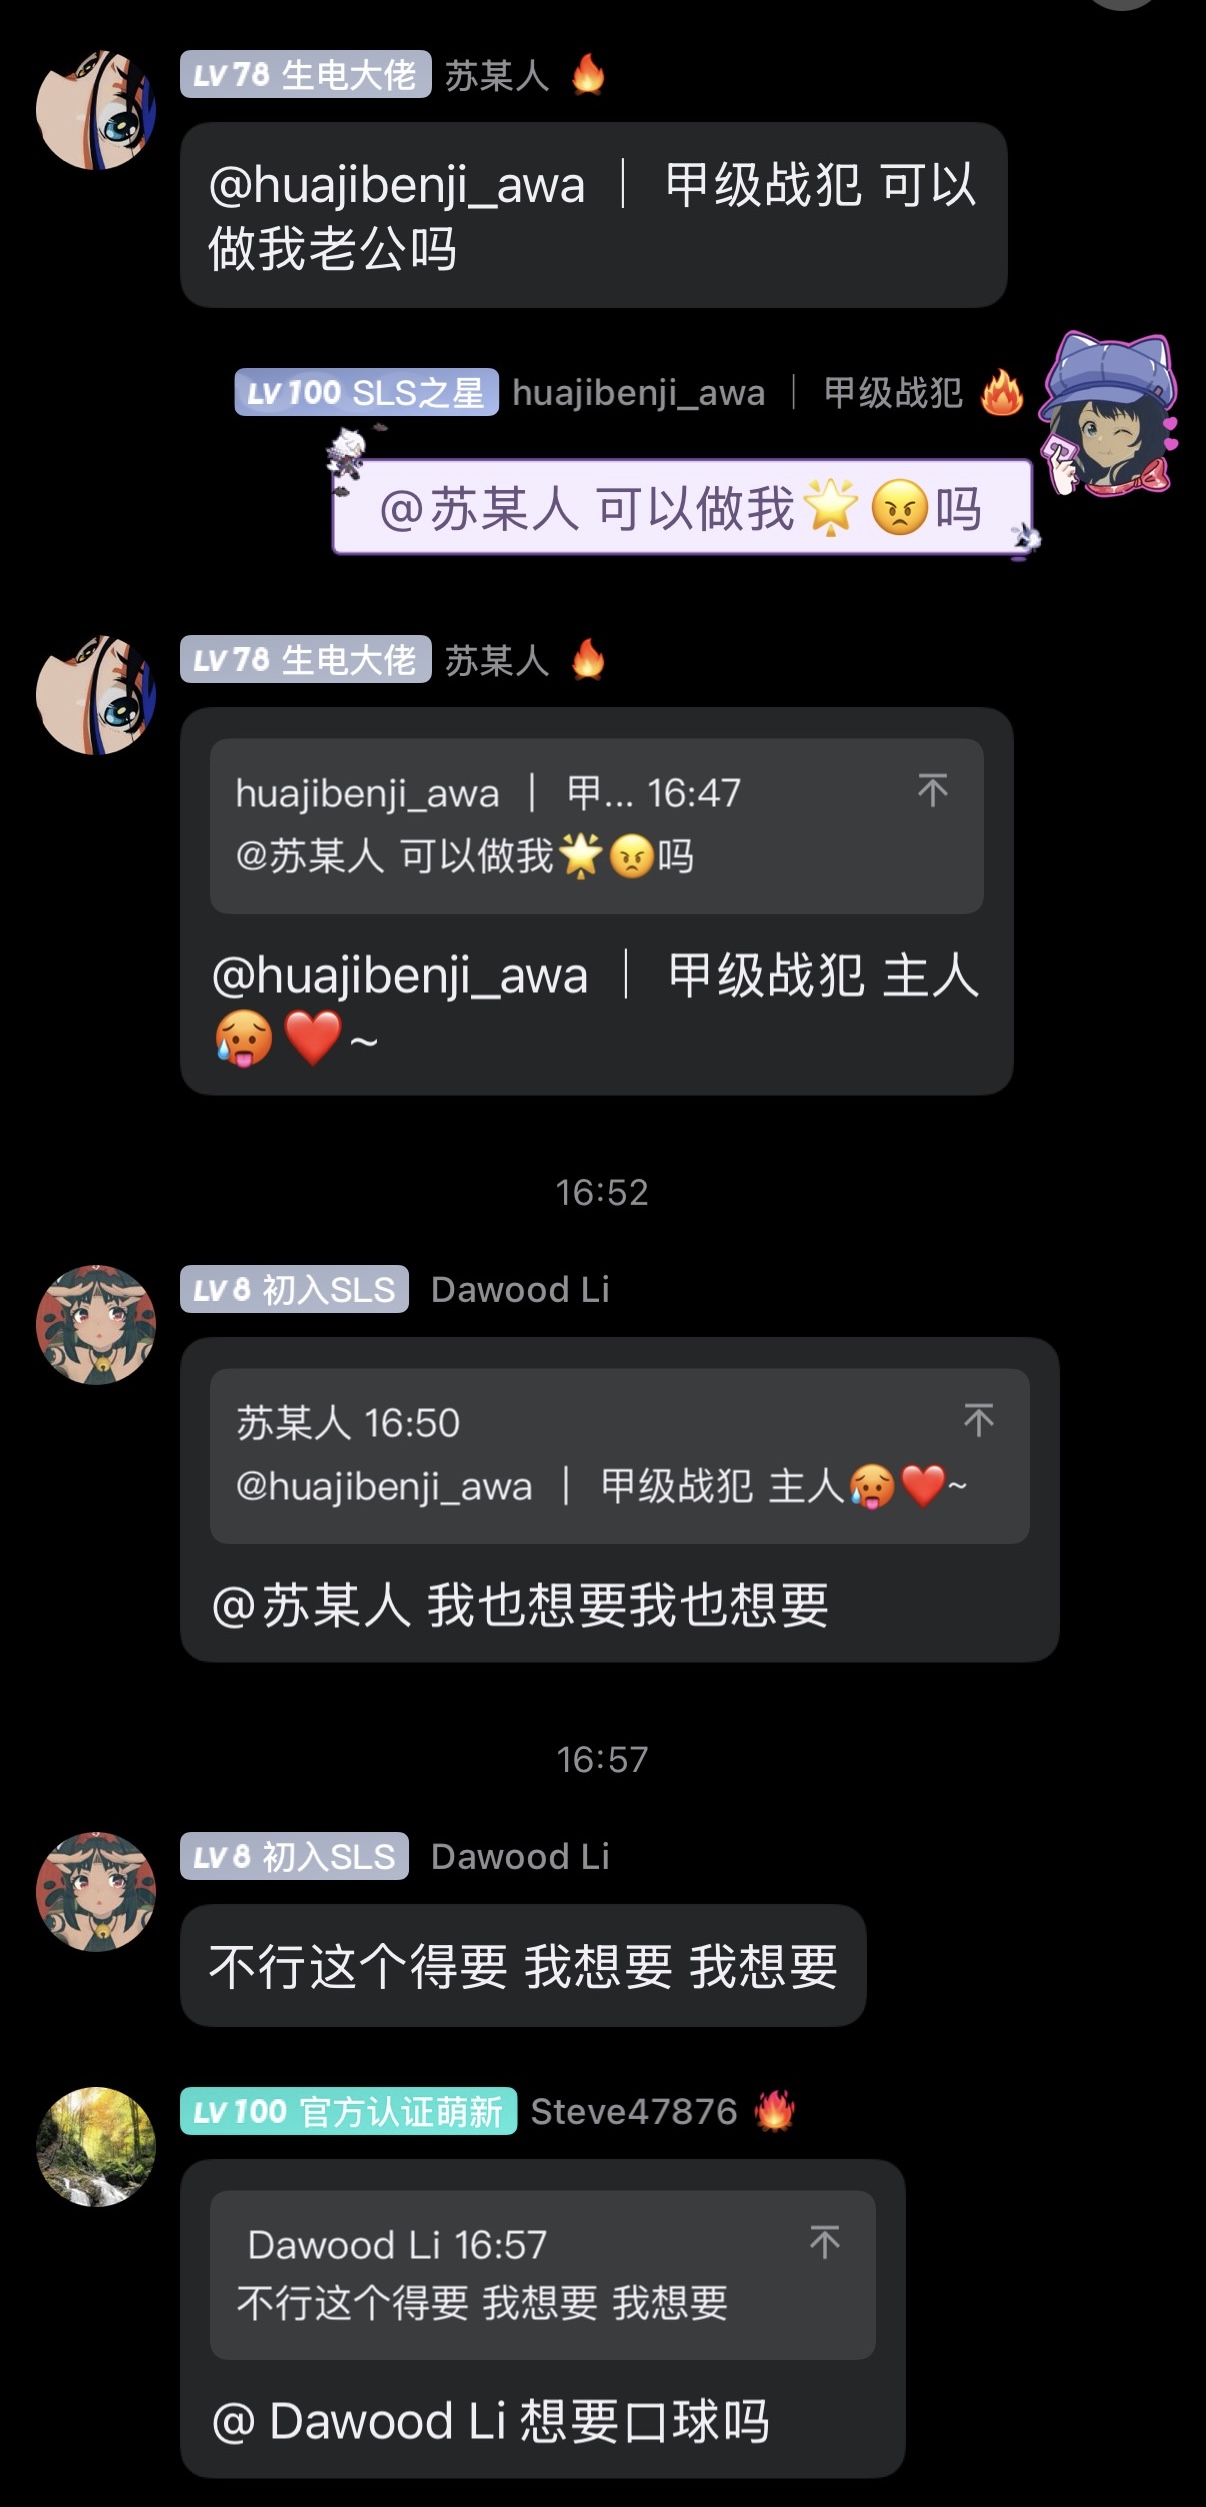 LV 78 生电大佬 苏某人 🔥
@huajibenji_awa ｜ 甲级战犯 可以
做我老公吗
LV 100 SLS之星 huajibenji_awa ｜ 甲级战犯 🔥
@苏某人 可以做我🌟😠吗
LV 78 生电大佬 苏某人 🔥
huajibenji_awa ｜ 甲... 16:47
@苏某人 可以做我🌟😠吗
@huajibenji_awa ｜ 甲级战犯 主人
🥵❤️~
16:52
LV 8 初入SLS Dawood Li
苏某人 16:50
@huajibenji_awa ｜ 甲级战犯 主人🥵❤️~
@苏某人 我也想要我也想要
16:57
LV 8 初入SLS Dawood Li
不行这个得要 我想要 我想要
LV 100 官方认证萌新 Steve47876 🔥
Dawood Li 16:57
不行这个得要 我想要 我想要
@ Dawood Li 想要口球吗